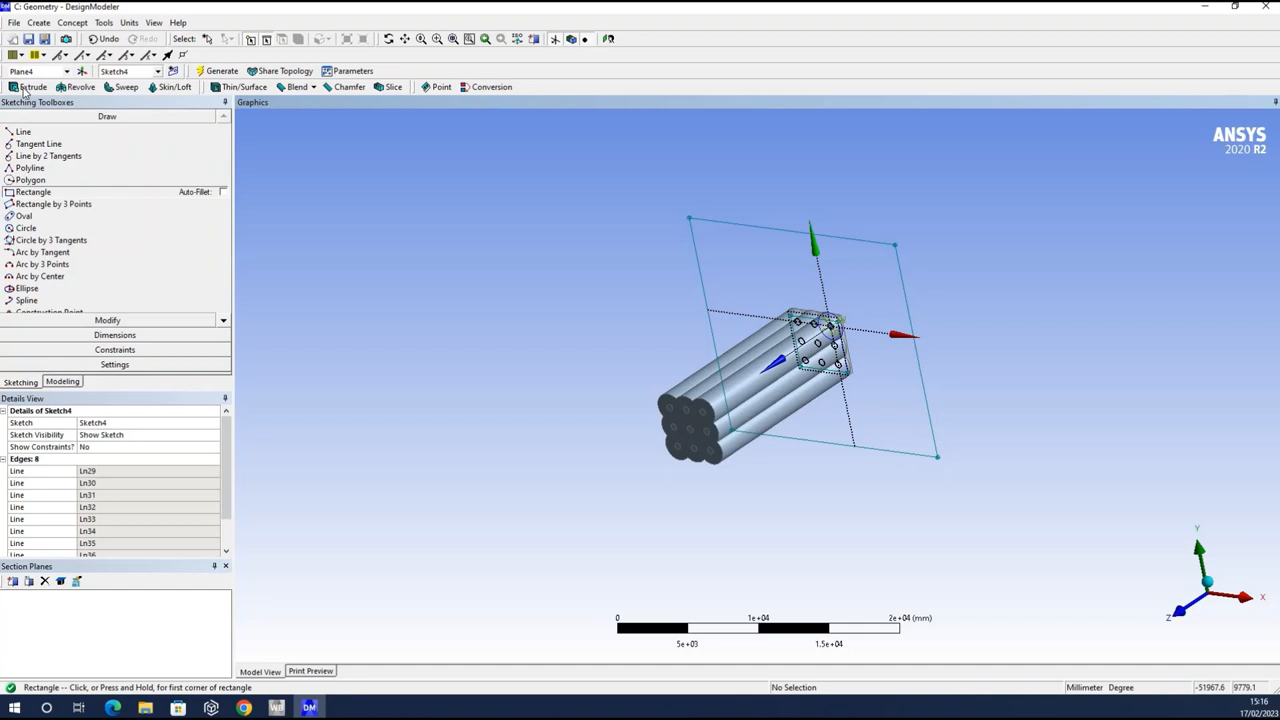 C: Geometry - DesignModeler
File Create Concept Tools Units View Help
Undo Redo Select:
Plane4 Sketch4 Generate Share Topology Parameters
Extrude Revolve Sweep Skin/Loft Thin/Surface Blend Chamfer Slice Point Conversion
Sketching Toolboxes Graphics
Draw
ANSYS
2020 R2
Line
Tangent Line
Line by 2 Tangents
Polyline
Polygon
Rectangle Auto-Fillet:
Rectangle by 3 Points
Oval
Circle
Circle by 3 Tangents
Arc by Tangent
Arc by 3 Points
Arc by Center
Ellipse
Spline
Construction Point
Modify
Dimensions
Constraints
Settings
Sketching Modeling
Details View
Details of Sketch4
Sketch Sketch4
Sketch Visibility Show Sketch
Show Constraints? No
Edges: 8
Line Ln29
Line Ln30
Line Ln31
Line Ln32
Line Ln33
Line Ln34
Line Ln35
Line Ln36
Section Planes
Y
X
Z
0 1e+04 2e+04 (mm)
5e+03 1.5e+04
Model View Print Preview
Rectangle -- Click, or Press and Hold, for first corner of rectangle No Selection Millimeter Degree -51967.6 9779.1
WB DM
15:16
17/02/2023